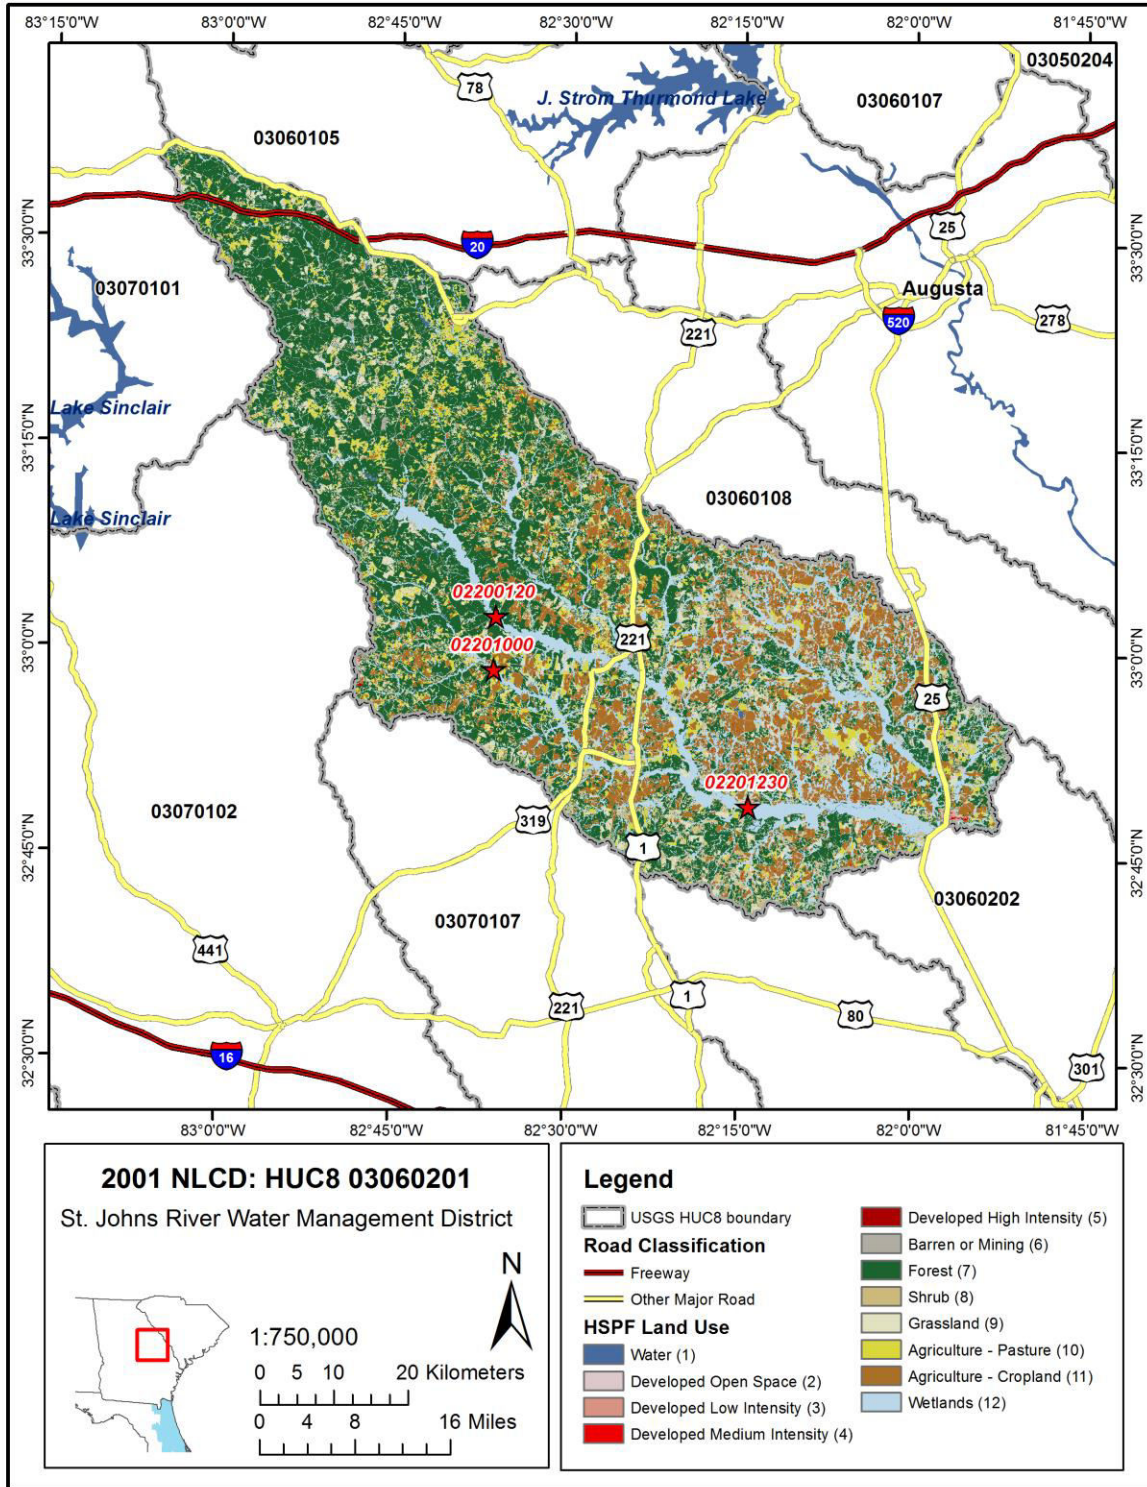 83°15'0"W 83°0'0"W 82°45'0"W 82°30'0"W 82°15'0"W 82°0'0"W 81°45'0"W
03050204
78
J. Strom Thurmond Lake
03060107
03060105
33°30'0"N
33°30'0"N
25
20
03070101
Augusta
520
278
221
Lake Sinclair
33°15'0"N
33°15'0"N
03060108
Lake Sinclair
02200120
33°0'0"N
221
33°0'0"N
02201000
25
02201230
03070102
319
1
32°45'0"N
32°45'0"N
03060202
03070107
441
221
1
80
32°30'0"N
16
301
32°30'0"N
83°0'0"W 82°45'0"W 82°30'0"W 82°15'0"W 82°0'0"W 81°45'0"W
2001 NLCD: HUC8 03060201
St. Johns River Water Management District
N
1:750,000
0 5 10 20 Kilometers
0 4 8 16 Miles
Legend
USGS HUC8 boundary
Road Classification
Freeway
Other Major Road
HSPF Land Use
Water (1)
Developed Open Space (2)
Developed Low Intensity (3)
Developed Medium Intensity (4)
Developed High Intensity (5)
Barren or Mining (6)
Forest (7)
Shrub (8)
Grassland (9)
Agriculture - Pasture (10)
Agriculture - Cropland (11)
Wetlands (12)